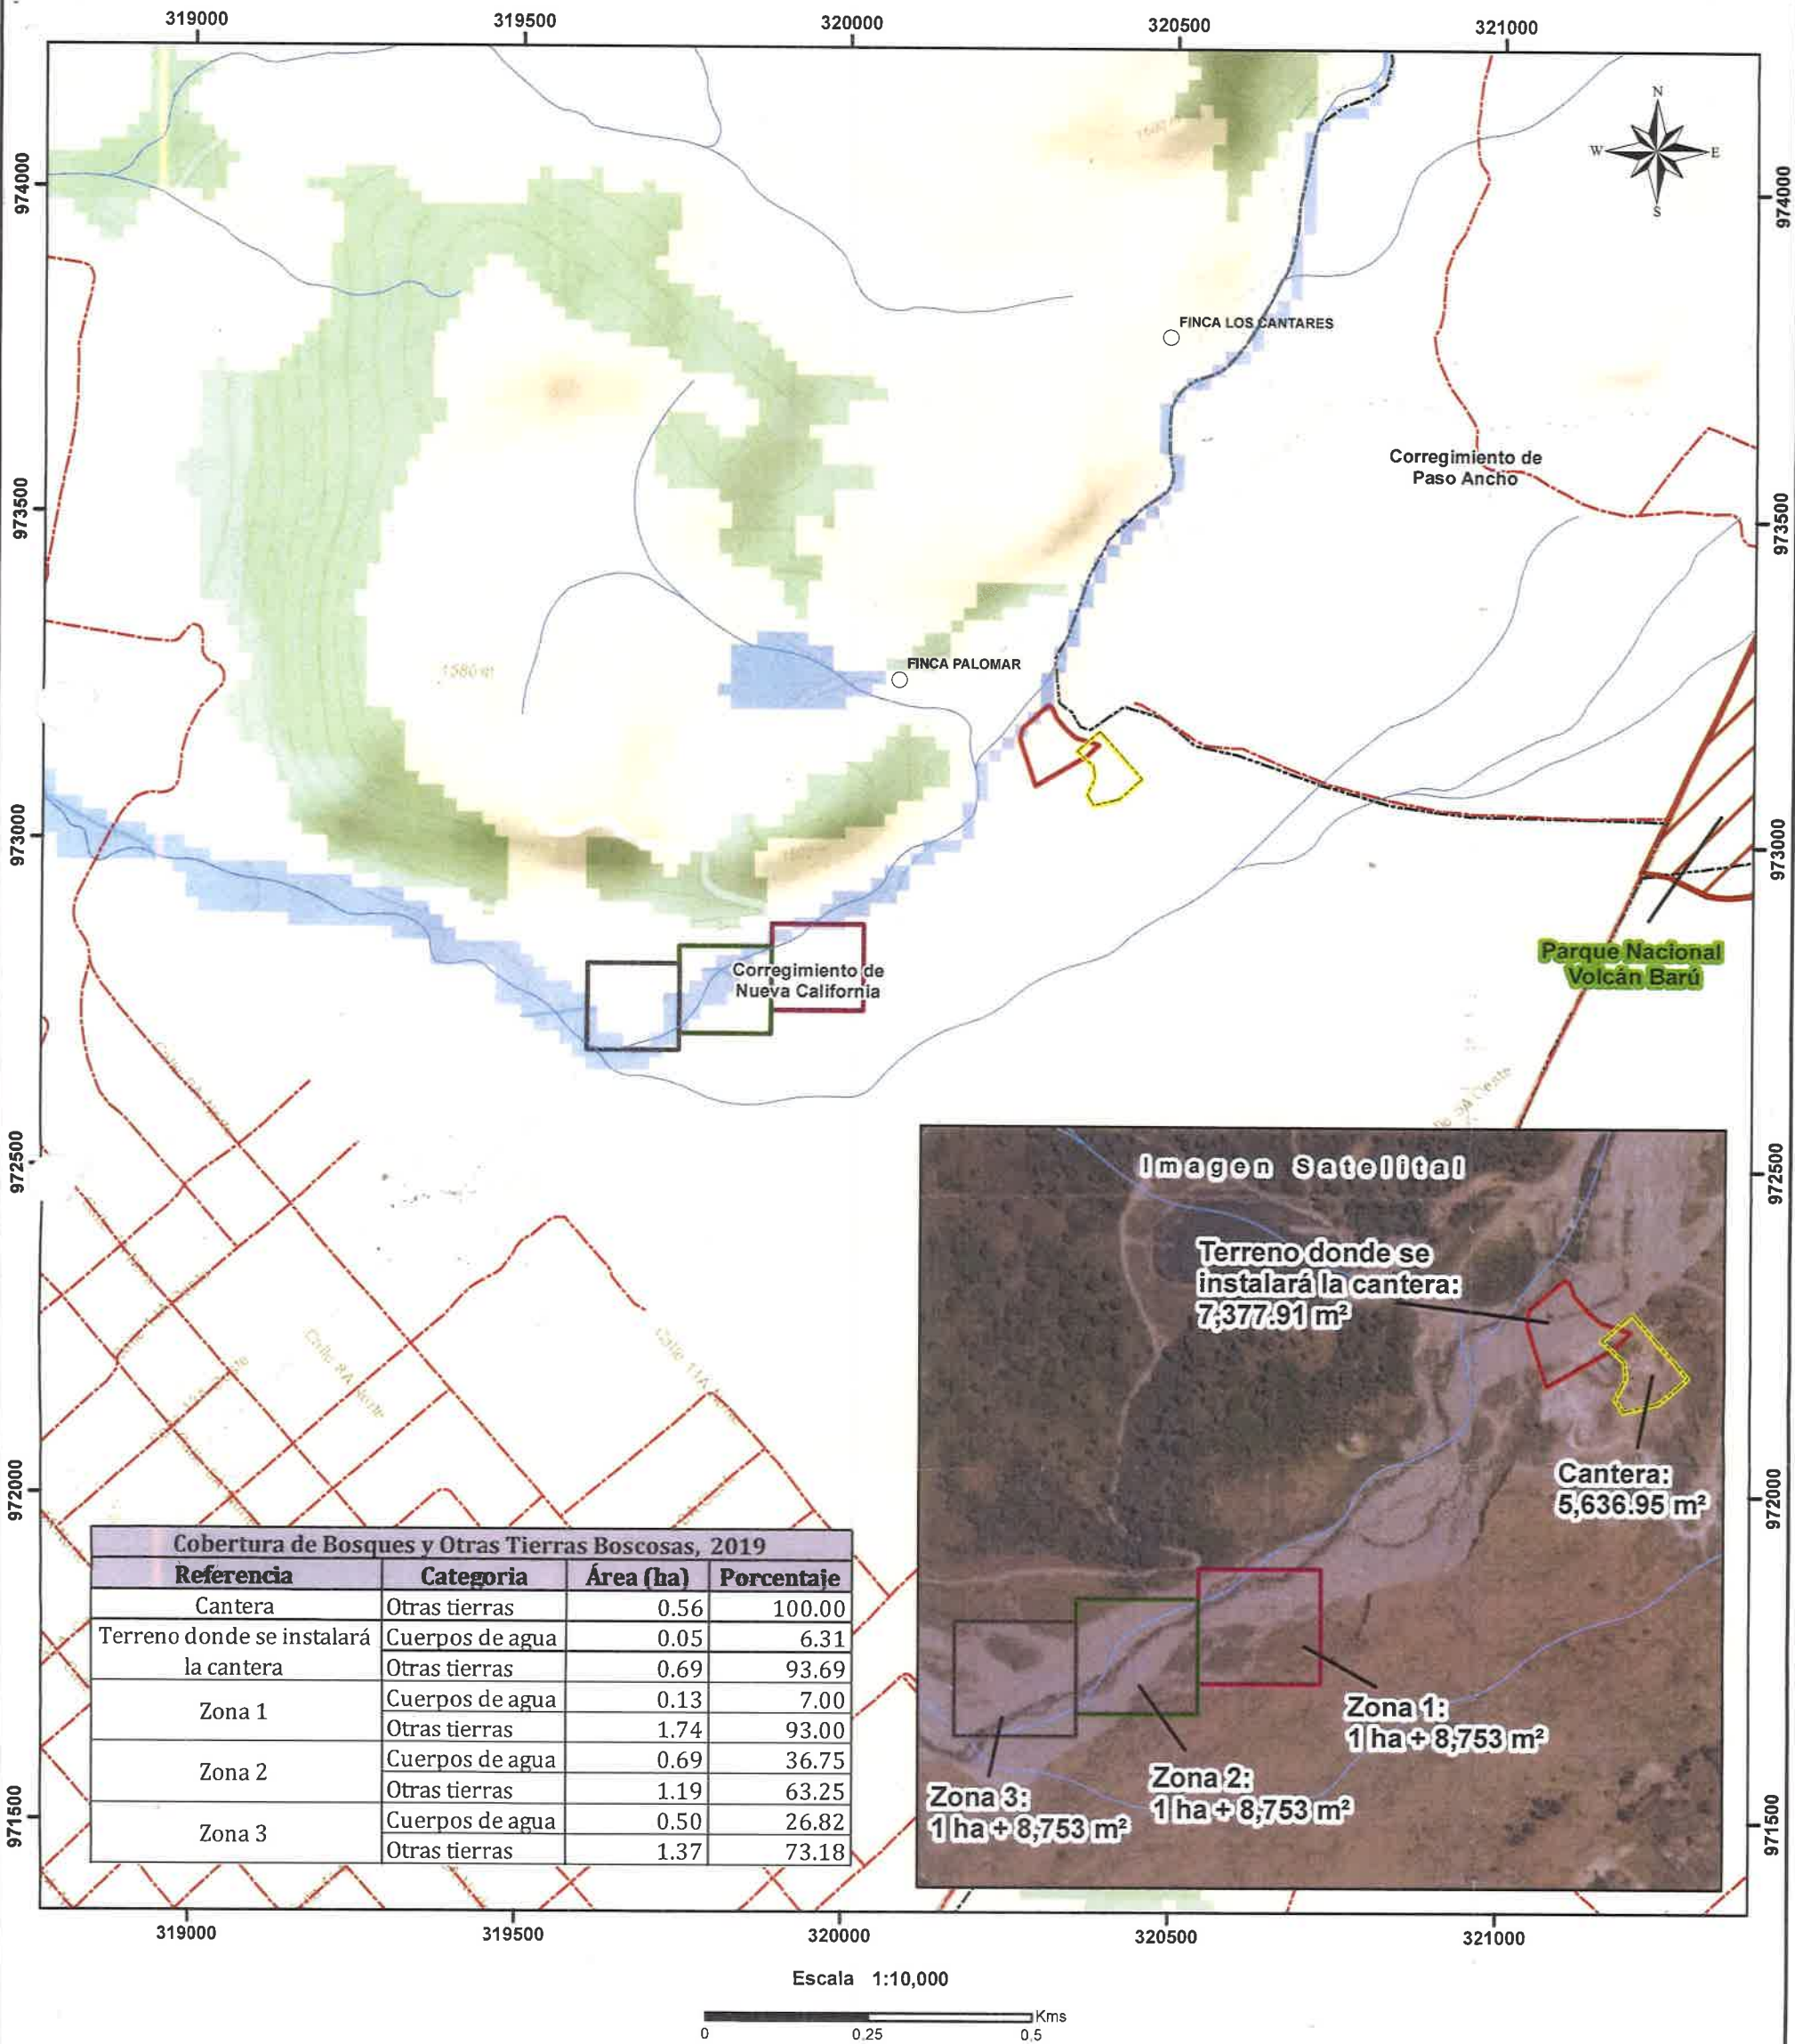 319000
319500
320000
320500
321000
N
W
E
S
974000
974000
FINCA LOS CANTARES
Corregimiento de
Paso Ancho
973500
973500
FINCA PALOMAR
1580 m
973000
973000
Parque Nacional
Volcán Barú
Corregimiento de
Nueva California
972500
972500
Calle 8A Norte
Imagen Satelital
Terreno donde se
instalará la cantera:
7,377.91 m²
Cantera:
5,636.95 m²
972000
972000
Zona 1:
1 ha + 8,753 m²
Zona 2:
1 ha + 8,753 m²
Zona 3:
1 ha + 8,753 m²
Cobertura de Bosques y Otras Tierras Boscosas, 2019
Referencia Categoria Área (ha) Porcentaje
Cantera Otras tierras 0.56 100.00
Terreno donde se instalará Cuerpos de agua 0.05 6.31
la cantera Otras tierras 0.69 93.69
Zona 1 Cuerpos de agua 0.13 7.00
Otras tierras 1.74 93.00
Zona 2 Cuerpos de agua 0.69 36.75
Otras tierras 1.19 63.25
Zona 3 Cuerpos de agua 0.50 26.82
Otras tierras 1.37 73.18
971500
971500
319000
319500
320000
320500
321000
Escala 1:10,000
Kms
0
0,25
0,5